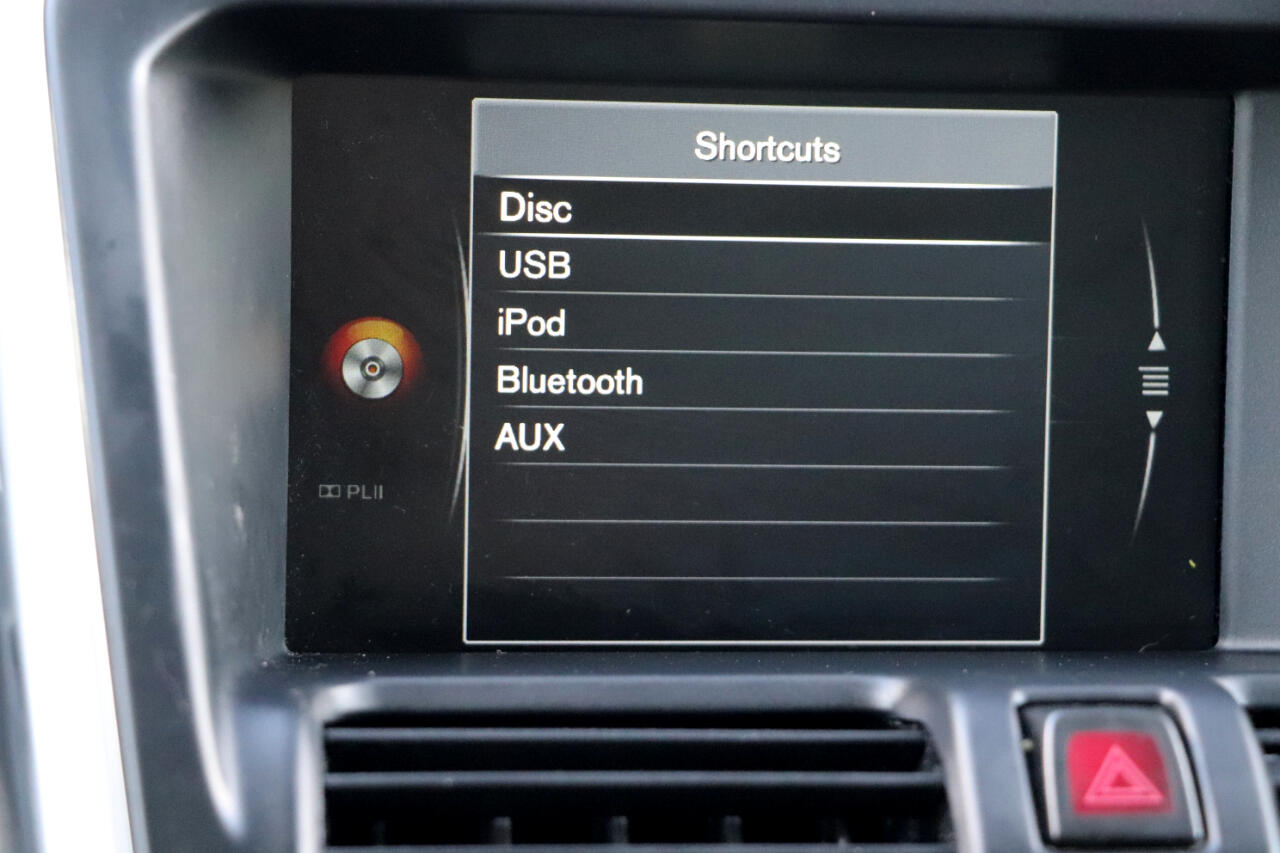 Shortcuts
Disc
USB
iPod
Bluetooth
AUX
PLII